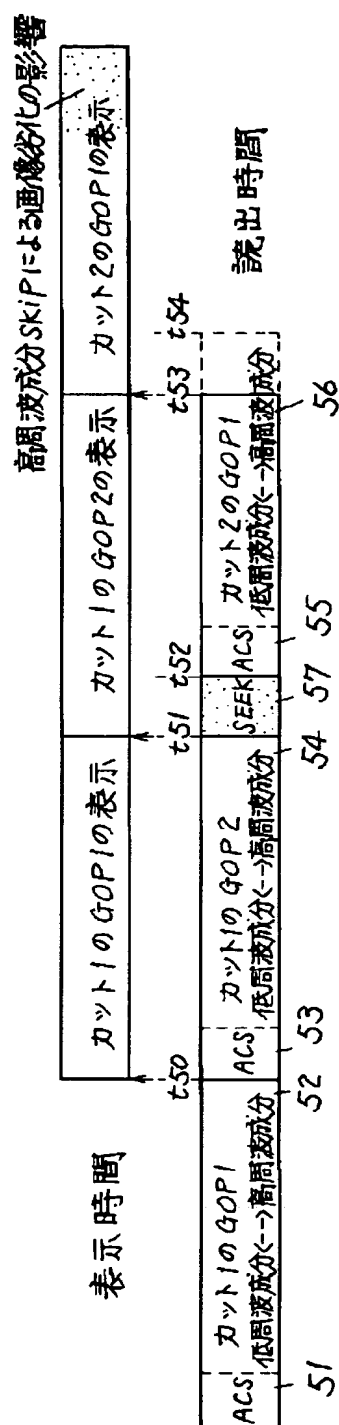 高周波成分SKiPによる画像劣化の影響
表示時間
カット1のGOP1の表示
カット1のGOP2の表示
カット2のGOP1の表示
t50
t51
t52
t53
t54
ACS
カット1のGOP1
低周波成分<-->高周波成分
ACS
カット1のGOP2
低周波成分<-->高周波成分
SEEK
ACS
カット2のGOP1
低周波成分<-->高周波成分
読出時間
51
52
53
54
57
55
56